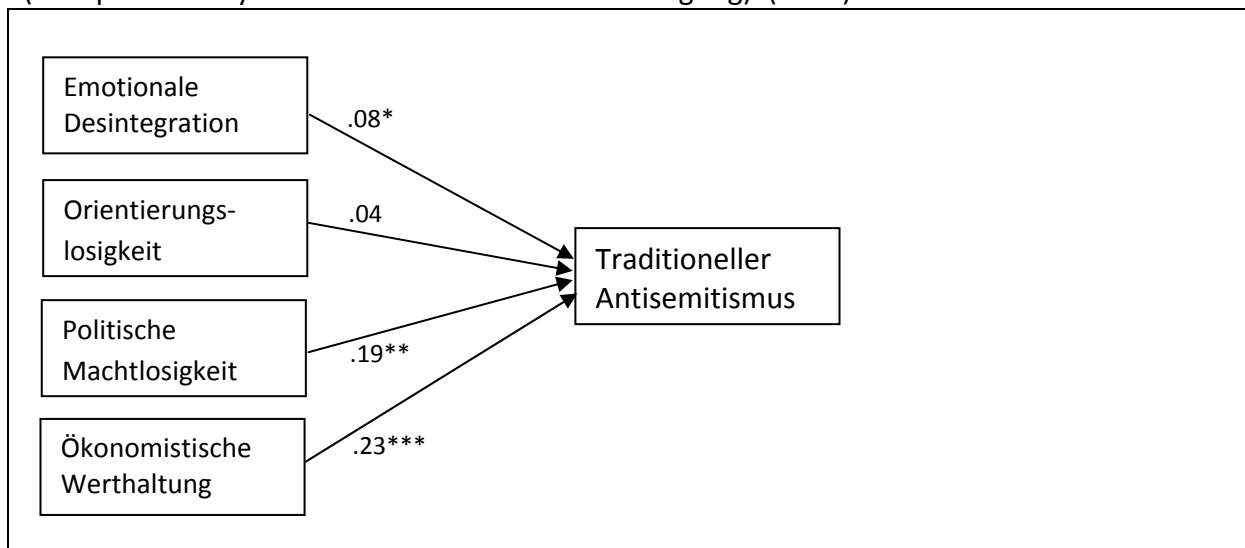 Emotionale
Desintegration
.08*
Orientierungs-
losigkeit
.04
Traditioneller
Antisemitismus
Politische
Machtlosigkeit
.19**
Ökonomistische
Werthaltung
.23***